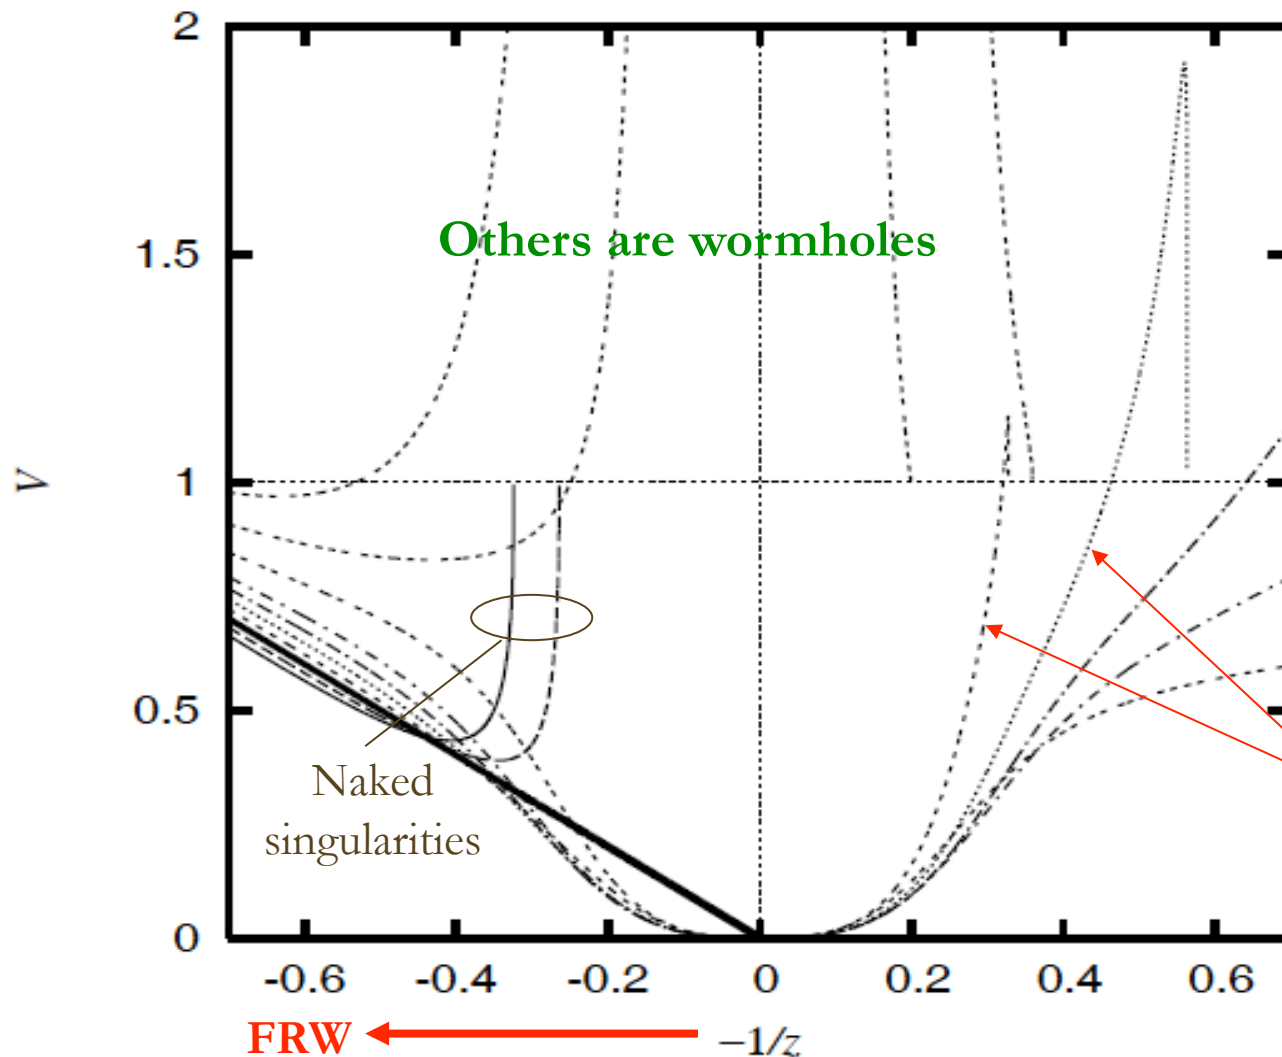 2
1.5
Others are wormholes
1
V
0.5
Naked
singularities
0
-0.6 -0.4 -0.2 0 0.2 0.4 0.6
FRW
−1/z